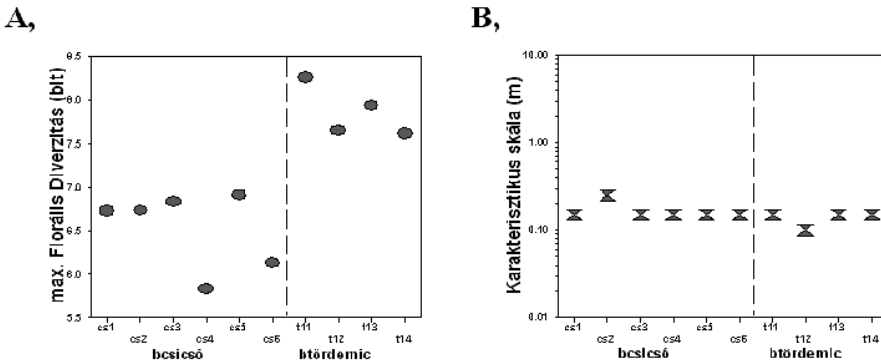 A,
B,
max. Florális Diverzitás (bit)
8.5
8.0
7.5
7.0
6.5
6.0
5.5
cs1 cs3 cs5 t11 t13
cs2 cs4 cs6 t12 t14
bcsicső btördemic
Karakterisztikus skála (m)
10.00
1.00
0.10
0.01
cs1 cs3 cs5 t11 t13
cs2 cs4 cs6 t12 t14
bcsicső btördemic